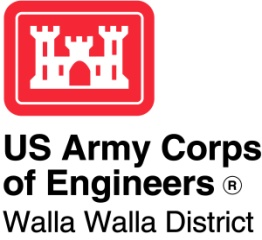 US Army Corps
of Engineers ®
Walla Walla District